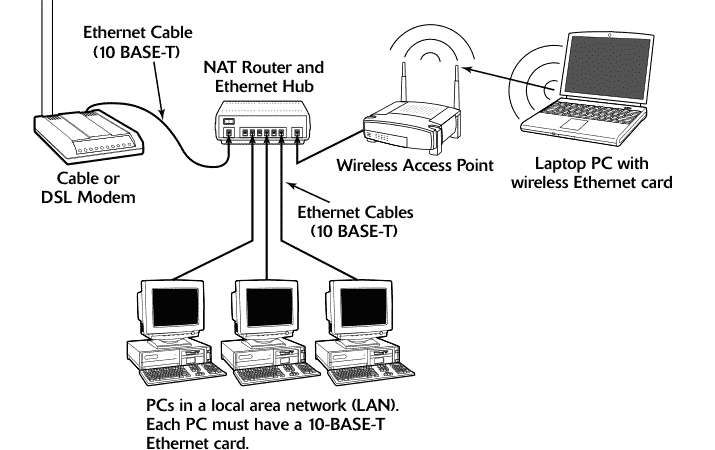 Ethernet Cable
(10 BASE-T)
NAT Router and
Ethernet Hub
Cable or
DSL Modem
Wireless Access Point
Laptop PC with
wireless Ethernet card
Ethernet Cables
(10 BASE-T)
PCs in a local area network (LAN).
Each PC must have a 10-BASE-T
Ethernet card.